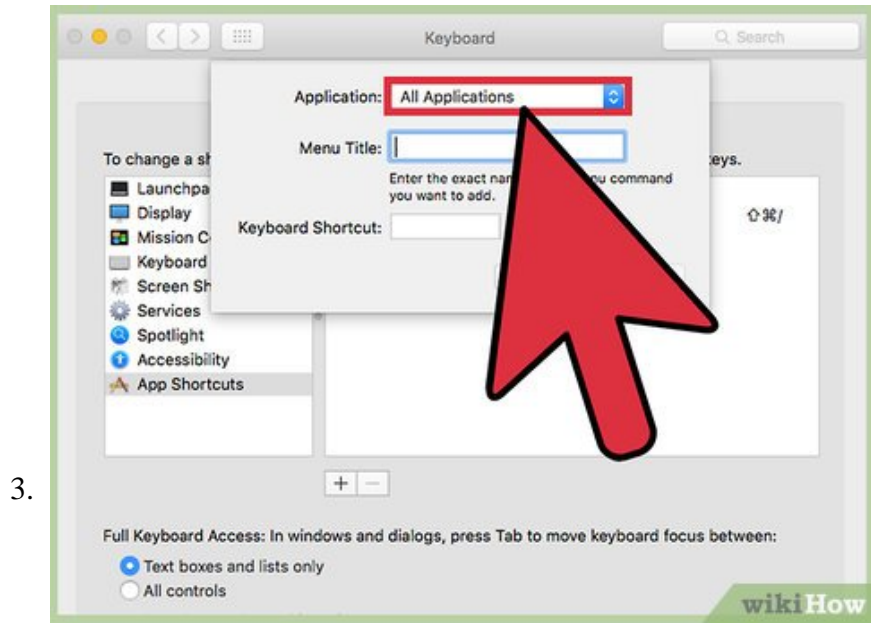 Keyboard
Search
Application: All Applications
Menu Title:
To change a sh
eys.
Enter the exact nam
nu command
you want to add.
Launchpa
Display
⇧⌘/
Mission C
Keyboard Shortcut:
Keyboard
Screen Sh
Services
Spotlight
Accessibility
App Shortcuts
+ −
3.
Full Keyboard Access: In windows and dialogs, press Tab to move keyboard focus between:
Text boxes and lists only
All controls
wikiHow